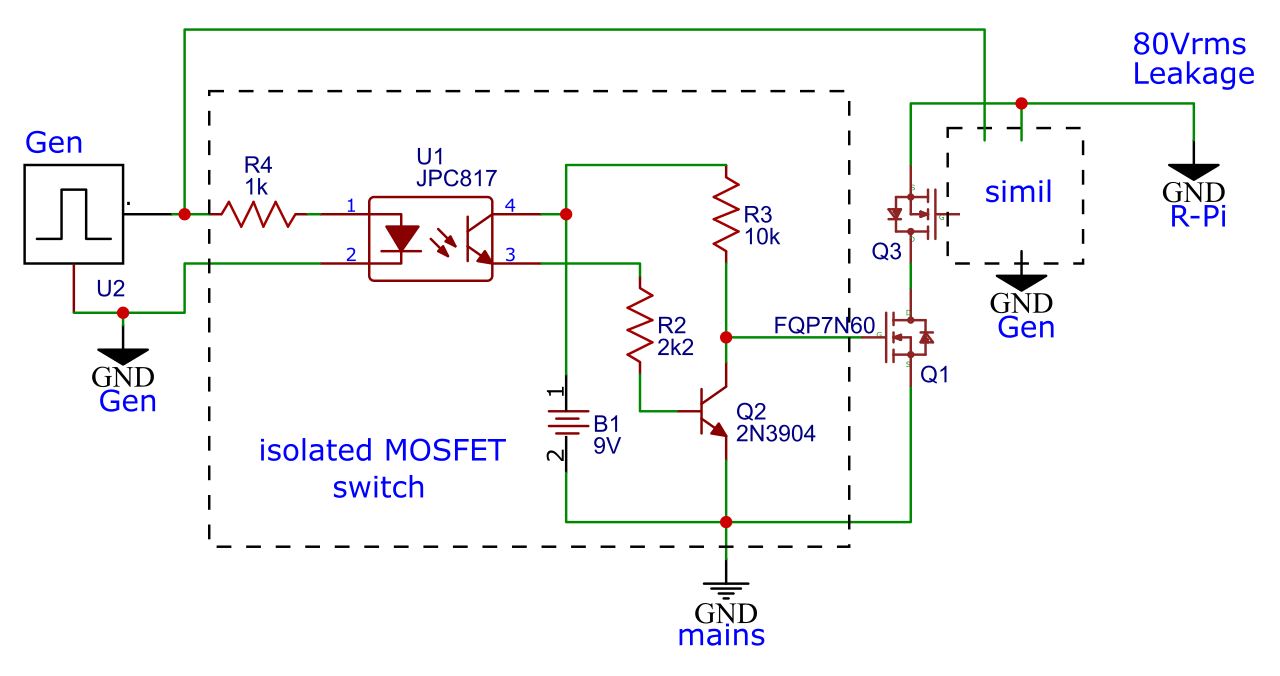 80Vrms
Leakage
Gen
R4
1k
U1
JPC817
1
4
2
3
U2
GND
Gen
R3
10k
R2
2k2
FQP7N60
simil
S
G
D
Q3
GND
R-Pi
GND
Gen
D
G
S
Q1
1
B1
9V
2
Q2
2N3904
isolated MOSFET
switch
GND
mains